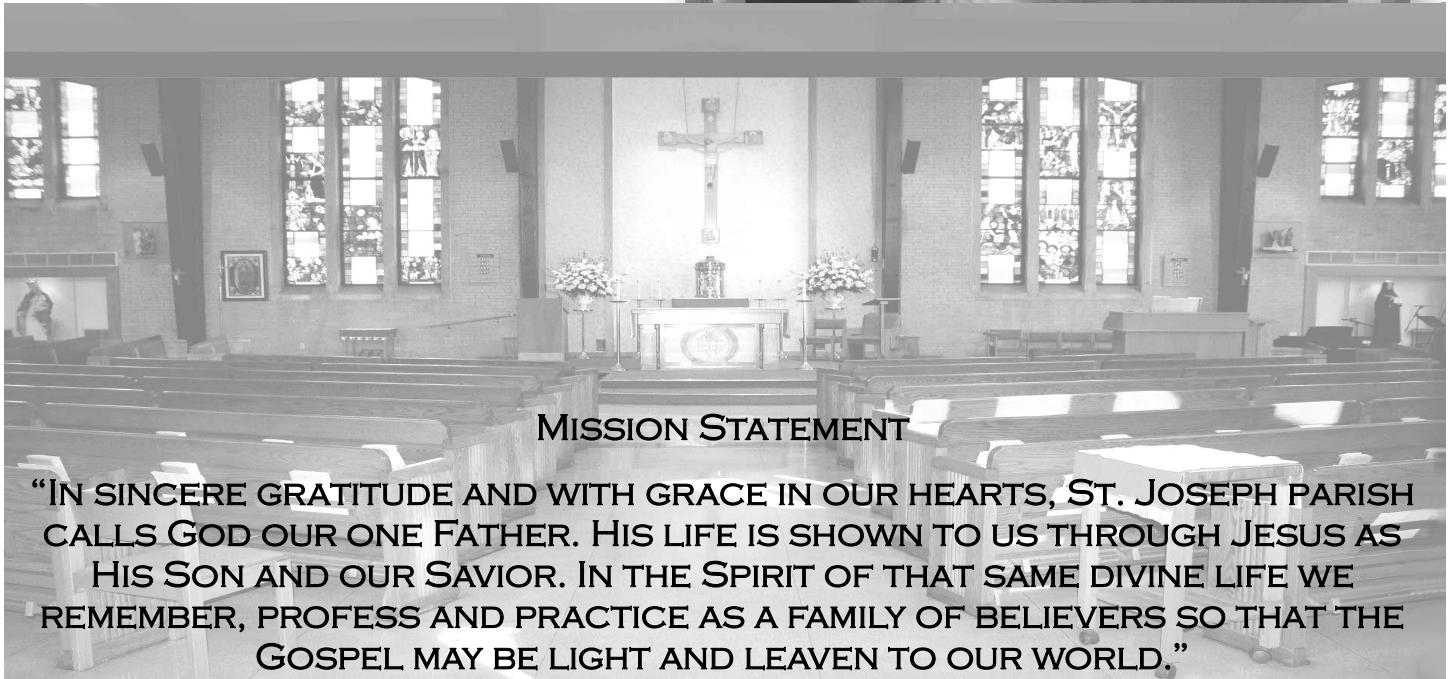 Mission Statement
“In sincere gratitude and with grace in our hearts, St. Joseph parish
calls God our one Father. His life is shown to us through Jesus as
His Son and our Savior. In the Spirit of that same divine life we
remember, profess and practice as a family of believers so that the
Gospel may be light and leaven to our world.”